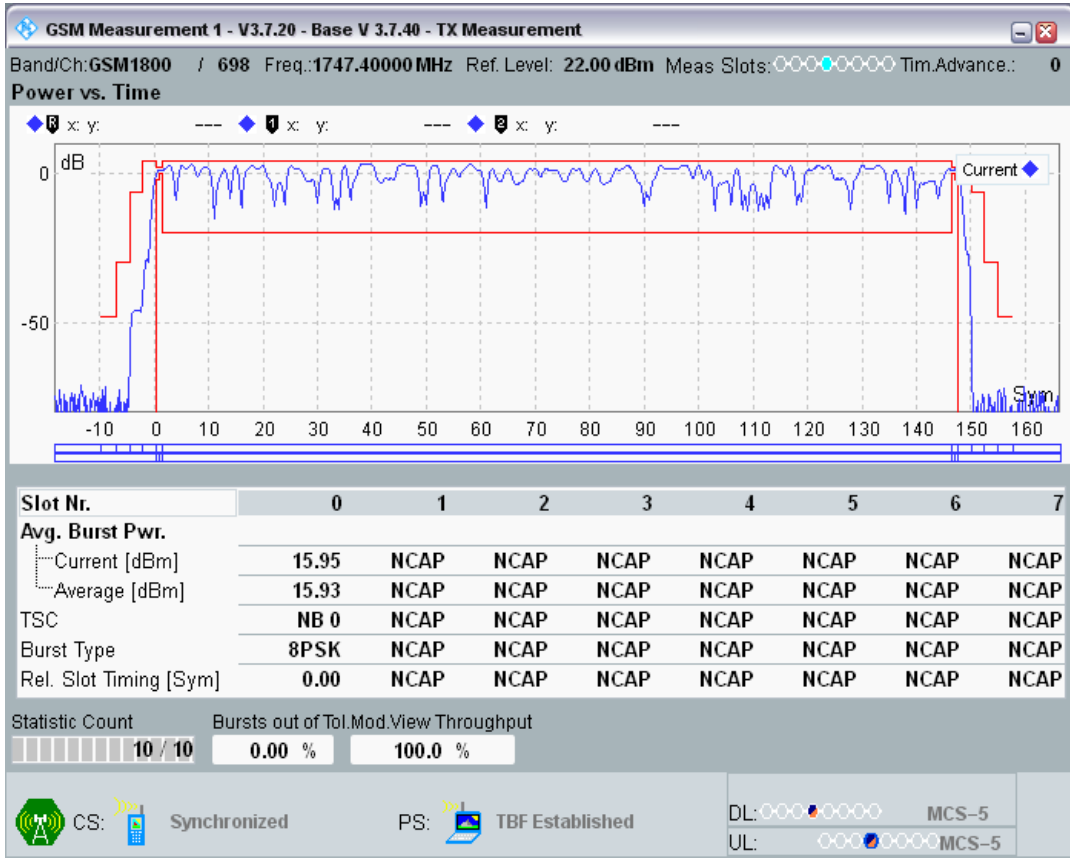 GSM Measurement 1 - V3.7.20 - Base V 3.7.40 - TX Measurement
Band/Ch:GSM1800 / 698 Freq.:1747.40000 MHz Ref. Level: 22.00 dBm Meas Slots: Tim.Advance.: 0
Power vs. Time
R x: y: --- 1 x: y: --- 2 x: y: ---
dB
Current
0
-50
Sym
-10 0 10 20 30 40 50 60 70 80 90 100 110 120 130 140 150 160
Slot Nr. 0 1 2 3 4 5 6 7
Avg. Burst Pwr.
Current [dBm] 15.95 NCAP NCAP NCAP NCAP NCAP NCAP NCAP
Average [dBm] 15.93 NCAP NCAP NCAP NCAP NCAP NCAP NCAP
TSC NB 0 NCAP NCAP NCAP NCAP NCAP NCAP NCAP
Burst Type 8PSK NCAP NCAP NCAP NCAP NCAP NCAP NCAP
Rel. Slot Timing [Sym] 0.00 NCAP NCAP NCAP NCAP NCAP NCAP NCAP
Statistic Count Bursts out of Tol. Mod.View Throughput
10 / 10 0.00 % 100.0 %
CS: Synchronized PS: TBF Established
DL: MCS-5
UL: MCS-5